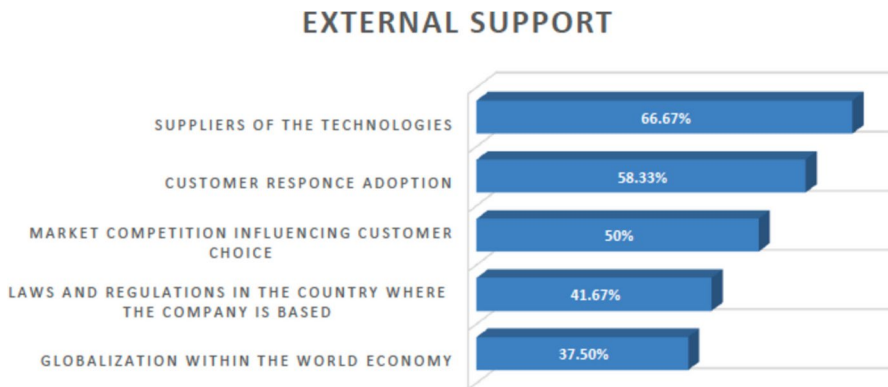 EXTERNAL SUPPORT
SUPPLIERS OF THE TECHNOLOGIES
66.67%
CUSTOMER RESPONCE ADOPTION
58.33%
MARKET COMPETITION INFLUENCING CUSTOMER
CHOICE
50%
LAWS AND REGULATIONS IN THE COUNTRY WHERE
THE COMPANY IS BASED
41.67%
GLOBALIZATION WITHIN THE WORLD ECONOMY
37.50%